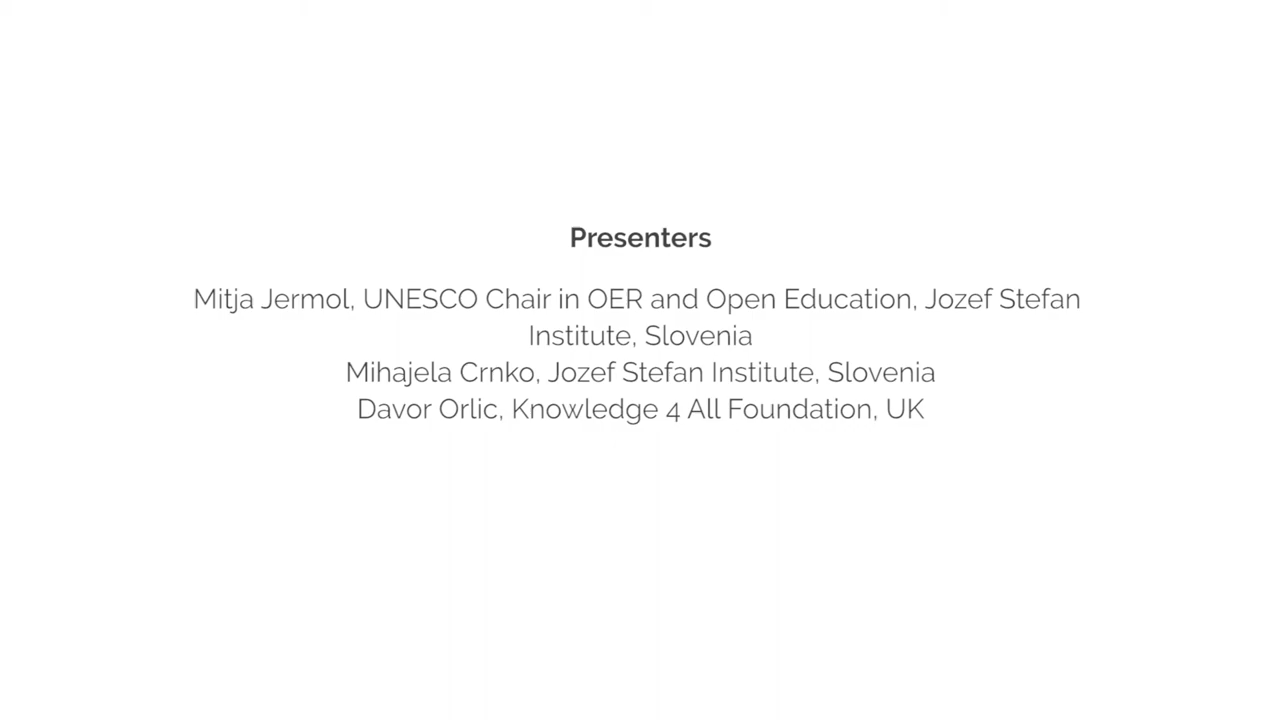 Presenters
Mitja Jermol, UNESCO Chair in OER and Open Education, Jozef Stefan
Institute, Slovenia
Mihajela Crnko, Jozef Stefan Institute, Slovenia
Davor Orlic, Knowledge 4 All Foundation, UK